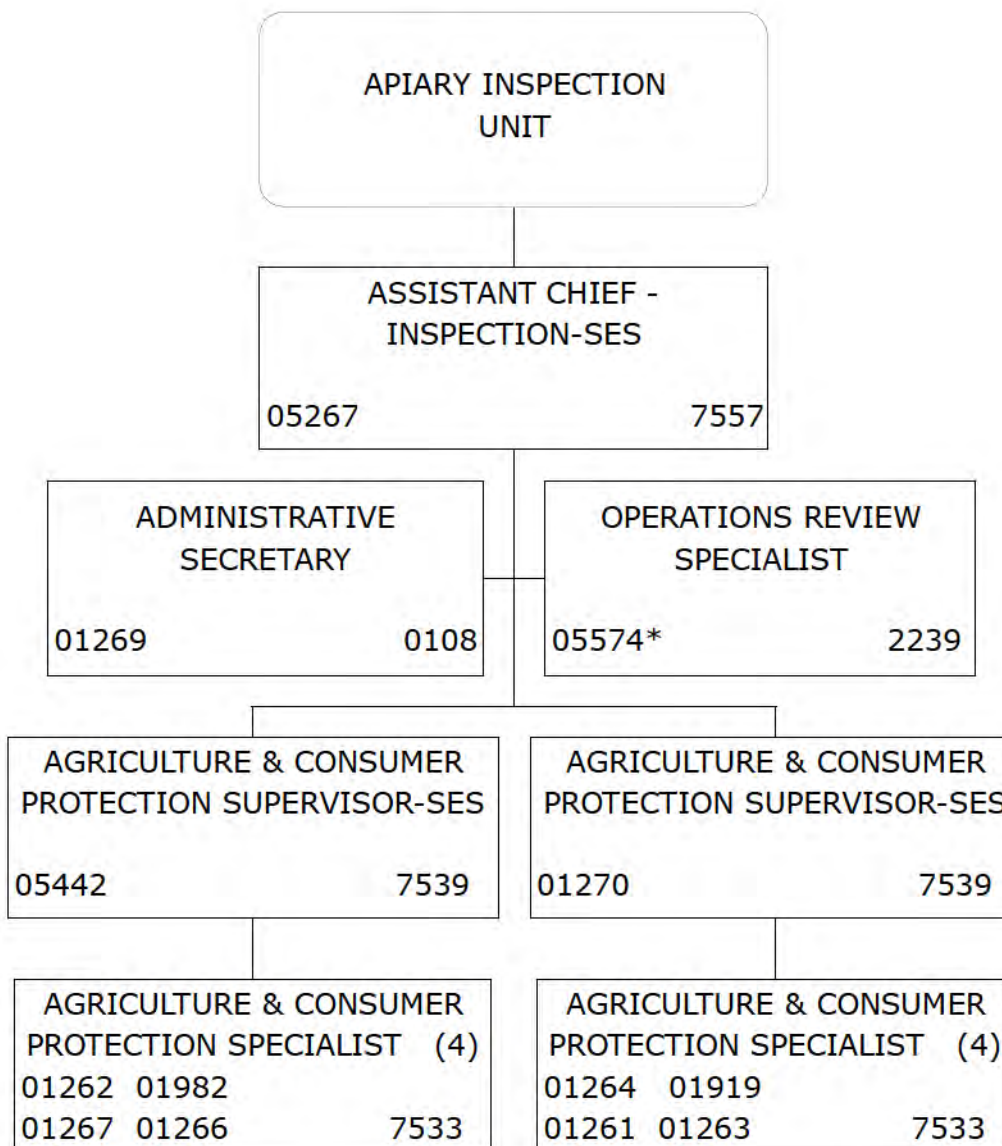 APIARY INSPECTION
UNIT
ASSISTANT CHIEF -
INSPECTION-SES
05267 7557
ADMINISTRATIVE
SECRETARY
01269 0108
OPERATIONS REVIEW
SPECIALIST
05574* 2239
AGRICULTURE & CONSUMER
PROTECTION SUPERVISOR-SES
05442 7539
AGRICULTURE & CONSUMER
PROTECTION SUPERVISOR-SES
01270 7539
AGRICULTURE & CONSUMER
PROTECTION SPECIALIST (4)
01262 01982
01267 01266 7533
AGRICULTURE & CONSUMER
PROTECTION SPECIALIST (4)
01264 01919
01261 01263 7533